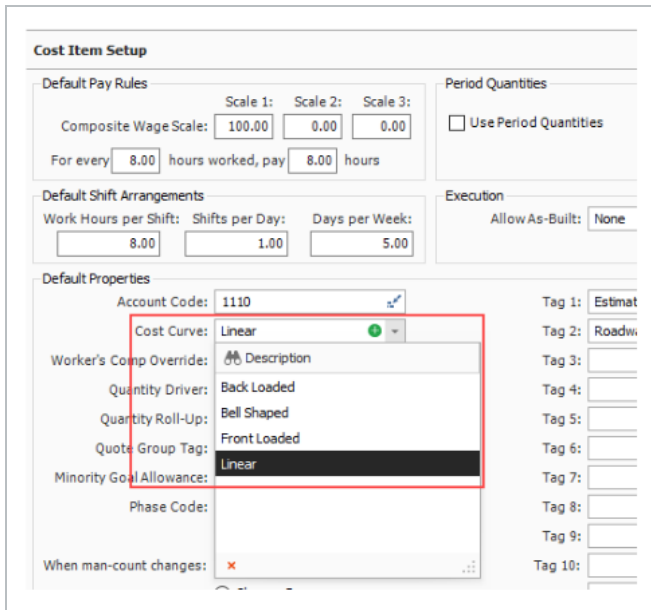 Cost Item Setup
Default Pay Rules
Scale 1: Scale 2: Scale 3:
Composite Wage Scale: 100.00 0.00 0.00
For every 8.00 hours worked, pay 8.00 hours
Period Quantities
Use Period Quantities
Default Shift Arrangements
Work Hours per Shift: Shifts per Day: Days per Week:
8.00 1.00 5.00
Execution
Allow As-Built: None
Default Properties
Account Code: 1110 Tag 1: Estimat
Cost Curve: Linear Tag 2: Roadwa
Worker's Comp Override: Description Tag 3:
Quantity Driver: Back Loaded Tag 4:
Quantity Roll-Up: Bell Shaped Tag 5:
Quote Group Tag: Front Loaded Tag 6:
Minority Goal Allowance: Linear Tag 7:
Phase Code: Tag 8:
Tag 9:
When man-count changes: Tag 10: